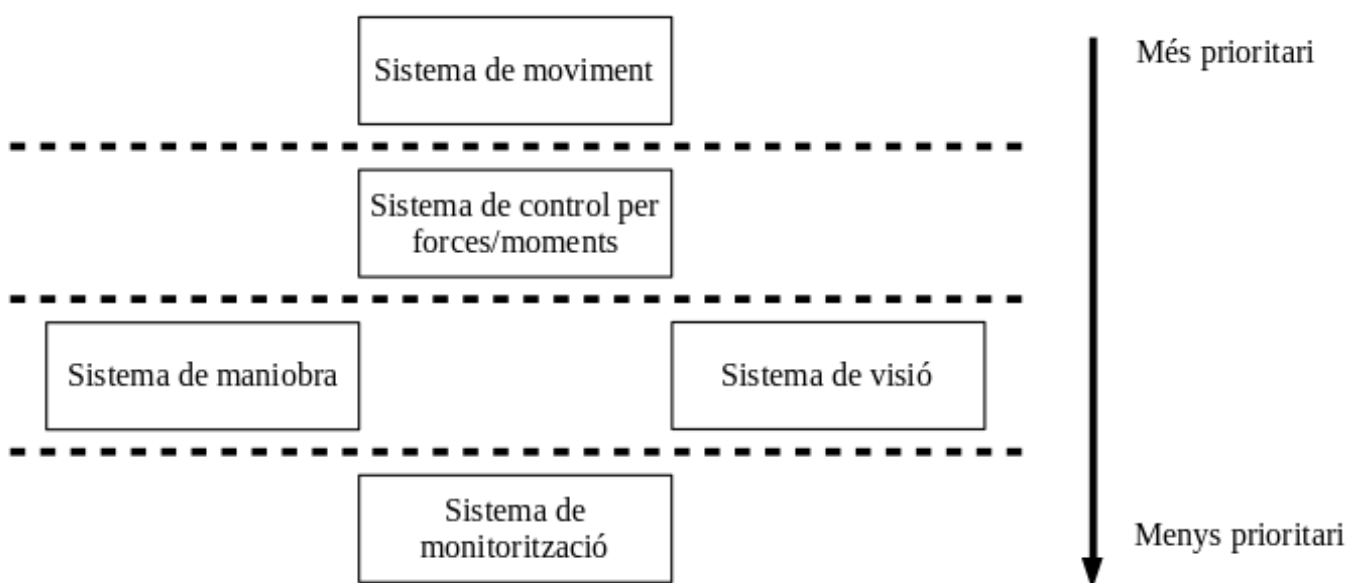 Sistema de moviment
Més prioritari
Sistema de control per
forces/moments
Sistema de maniobra
Sistema de visió
Sistema de
monitorització
Menys prioritari